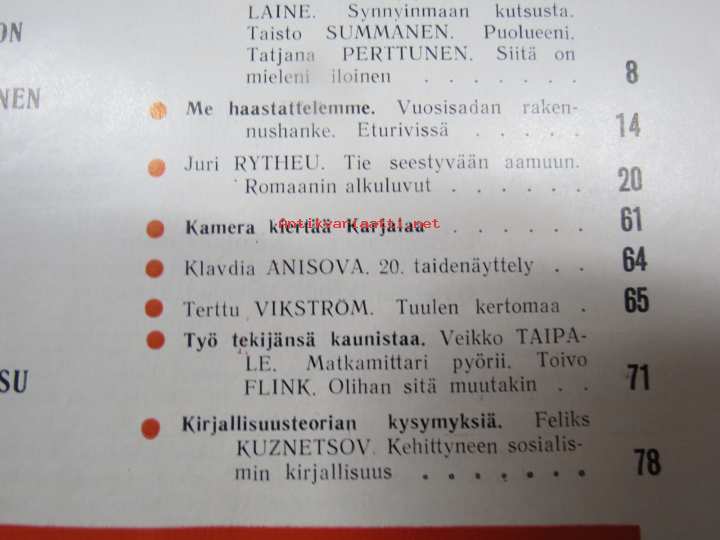 LAINE. Synnyinmaan kutsusta.
Taisto SUMMANEN. Puolueeni.
Tatjana PERTTUNEN. Siitä on
mieleni iloinen . . . . . . . 8
Me haastattelemme. Vuosisadan raken-
nushanke. Eturivissä . . . . . 14
Juri RYTHEU. Tie seestyvään aamuun.
Romaanin alkuluvut . . . . . . 20
Kamera kiertää Karjalaa . . . . . . 61
Antikvariaatti.net
Klavdia ANISOVA. 20. taidenäyttely . . 64
Terttu VIKSTRÖM. Tuulen kertomaa . 65
Työ tekijänsä kaunistaa. Veikko TAIPA-
LE. Matkamittari pyörii. Toivo
FLINK. Olihan sitä muutakin . . 71
Kirjallisuusteorian kysymyksiä. Feliks
KUZNETSOV. Kehittyneen sosialis-
min kirjallisuus . . . . . . . 78
ON
NEN
SU